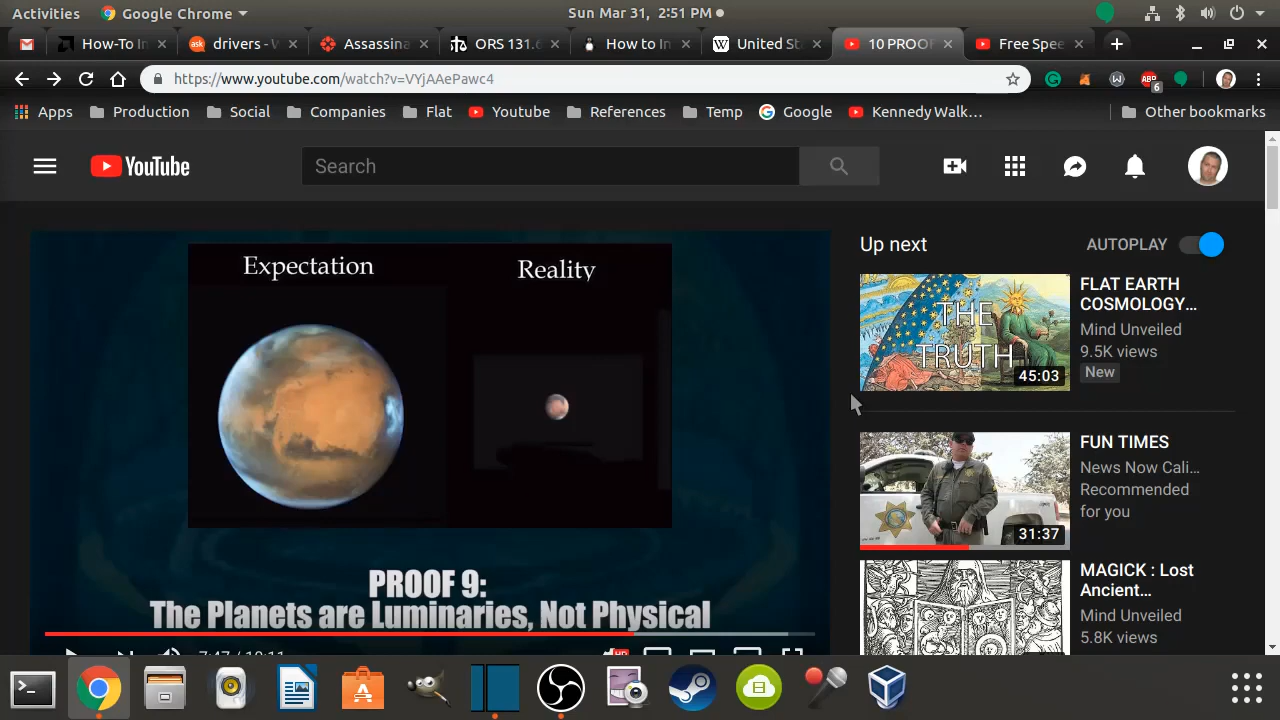 Activities Google Chrome Sun Mar 31, 2:51 PM
How-To In drivers - W Assassina ORS 131.6 How to In United St 10 PROOF Free Spee
https://www.youtube.com/watch?v=VYjAAePawc4
ABP
6
Apps Production Social Companies Flat Youtube References Temp Google Kennedy Walk... Other bookmarks
YouTube
Search
Expectation
Reality
PROOF 9:
The Planets are Luminaries, Not Physical
Up next AUTOPLAY
THE
TRUTH
45:03
FLAT EARTH
COSMOLOGY...
Mind Unveiled
9.5K views
New
31:37
FUN TIMES
News Now Cali...
Recommended
for you
MAGICK : Lost
Ancient...
Mind Unveiled
5.8K views